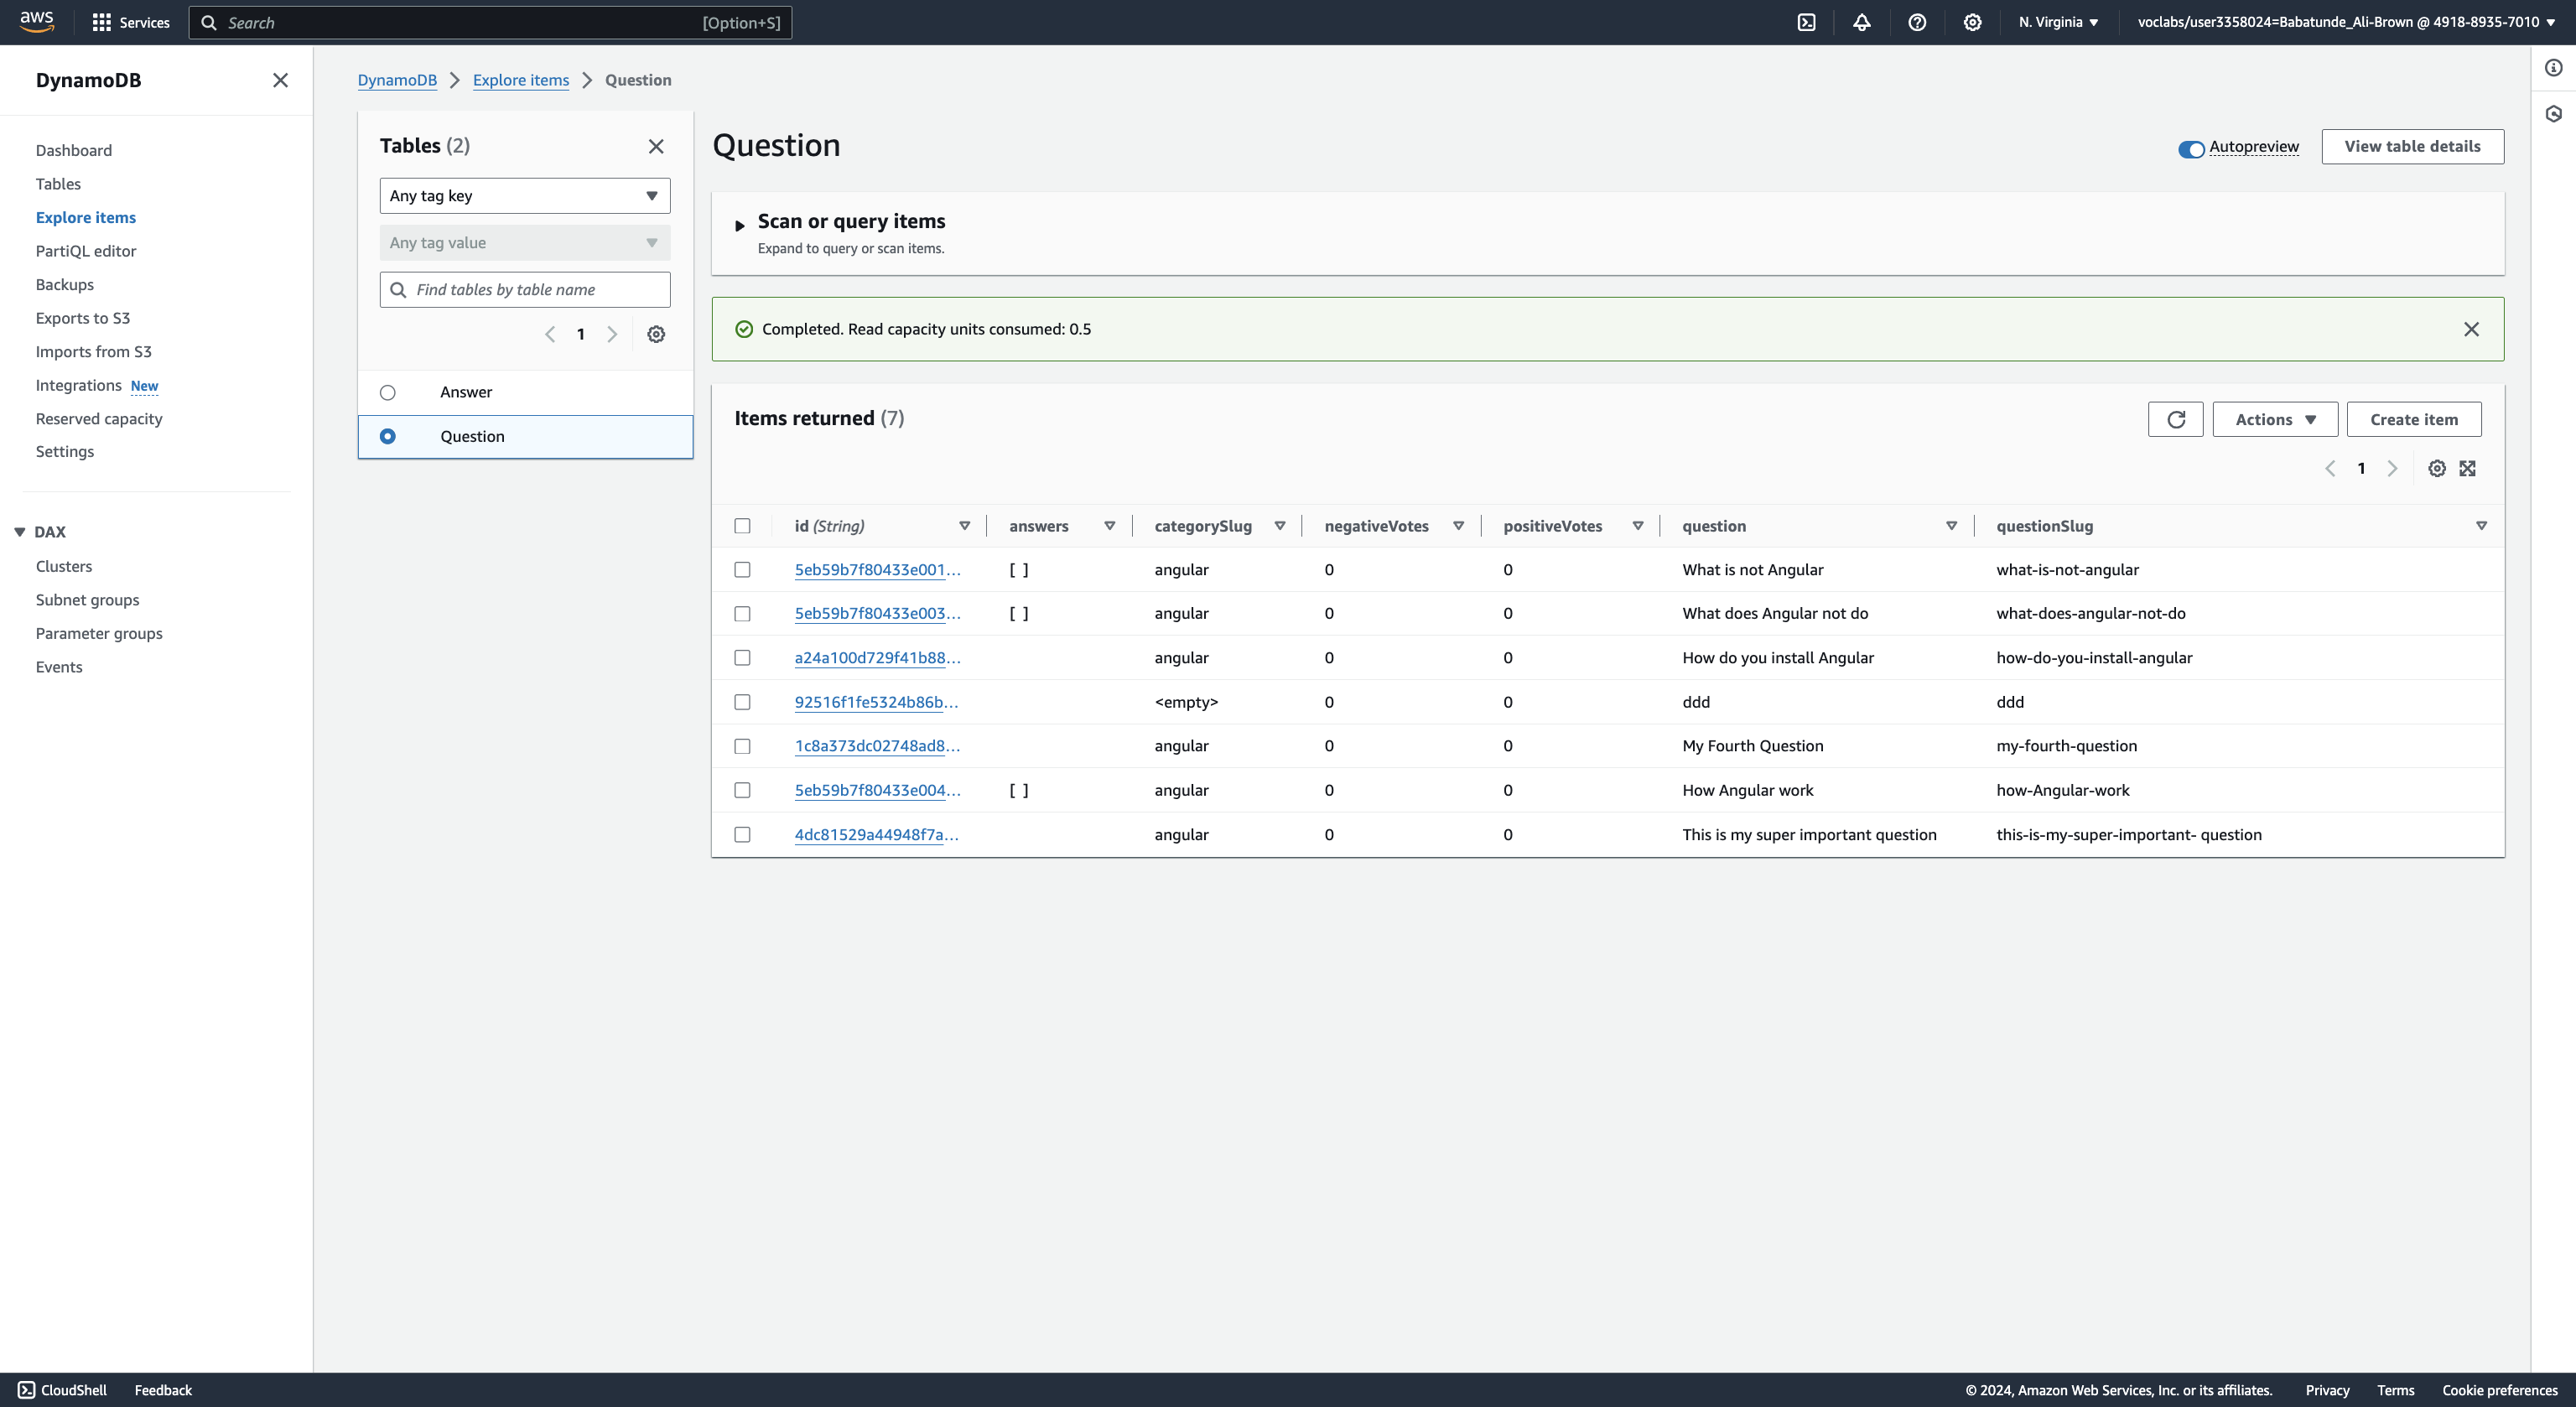 aws Services Search [Option+S] N. Virginia voclabs/user3358024=Babatunde_Ali-Brown @ 4918-8935-7010
DynamoDB
Dashboard
Tables
Explore items
PartiQL editor
Backups
Exports to S3
Imports from S3
Integrations New
Reserved capacity
Settings
DAX
Clusters
Subnet groups
Parameter groups
Events
DynamoDB Explore items Question
Tables (2)
Any tag key
Any tag value
Find tables by table name
1
Answer
Question
Question
Autopreview View table details
Scan or query items
Expand to query or scan items.
Completed. Read capacity units consumed: 0.5
Items returned (7)
Actions Create item
1
id (String) answers categorySlug negativeVotes positiveVotes question questionSlug
5eb59b7f80433e001... [ ] angular 0 0 What is not Angular what-is-not-angular
5eb59b7f80433e003... [ ] angular 0 0 What does Angular not do what-does-angular-not-do
a24a100d729f41b88... angular 0 0 How do you install Angular how-do-you-install-angular
92516f1fe5324b86b... <empty> 0 0 ddd ddd
1c8a373dc02748ad8... angular 0 0 My Fourth Question my-fourth-question
5eb59b7f80433e004... [ ] angular 0 0 How Angular work how-Angular-work
4dc81529a44948f7a... angular 0 0 This is my super important question this-is-my-super-important- question
CloudShell Feedback © 2024, Amazon Web Services, Inc. or its affiliates. Privacy Terms Cookie preferences